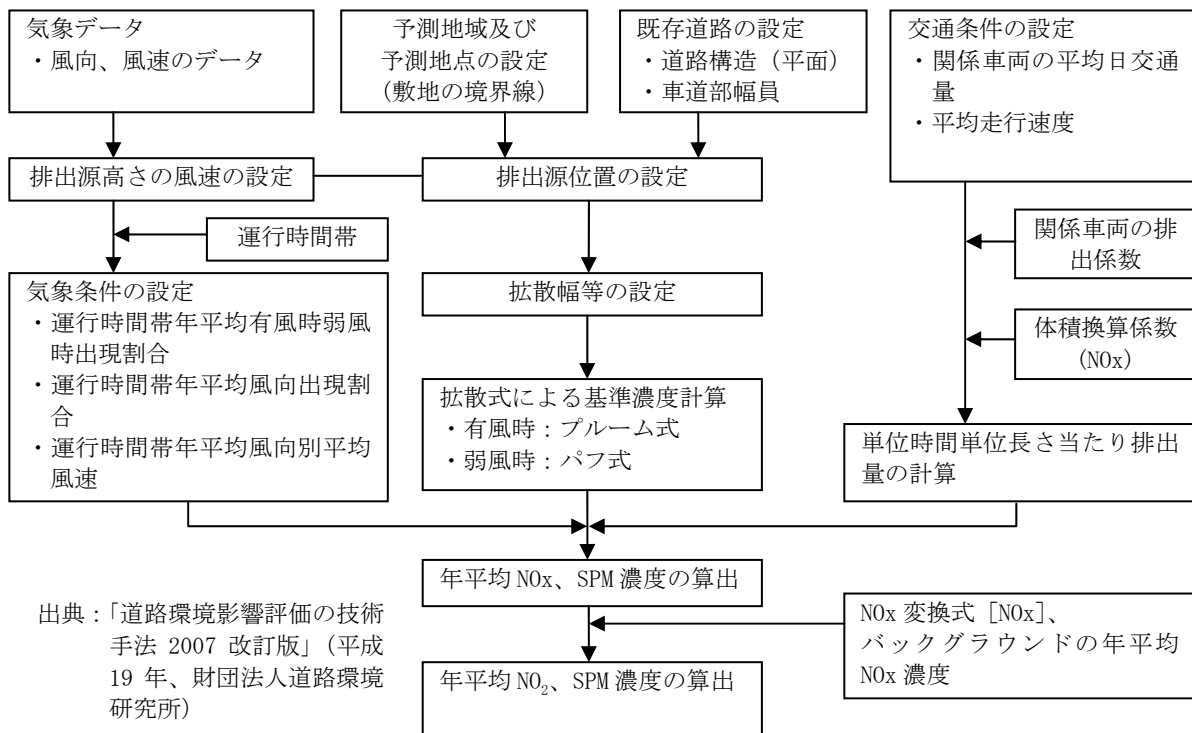 気象データ
・風向、風速のデータ
予測地域及び
予測地点の設定
(敷地の境界線)
既存道路の設定
・道路構造（平面）
・車道部幅員
交通条件の設定
・関係車両の平均日交通
量
・平均走行速度
排出源高さの風速の設定
排出源位置の設定
運行時間帯
関係車両の排
出係数
気象条件の設定
・運行時間帯年平均有風時弱風
時出現割合
・運行時間帯年平均風向出現割
合
・運行時間帯年平均風向別平均
風速
拡散幅等の設定
体積換算係数
(NOx)
拡散式による基準濃度計算
・有風時：プルーム式
・弱風時：パフ式
単位時間単位長さ当たり排出
量の計算
年平均 NOx、SPM 濃度の算出
出典：「道路環境影響評価の技術
手法 2007 改訂版」（平成
19 年、財団法人道路環境
研究所）
NOx 変換式［NOx］、
バックグラウンドの年平均
NOx 濃度
年平均 NO₂、SPM 濃度の算出